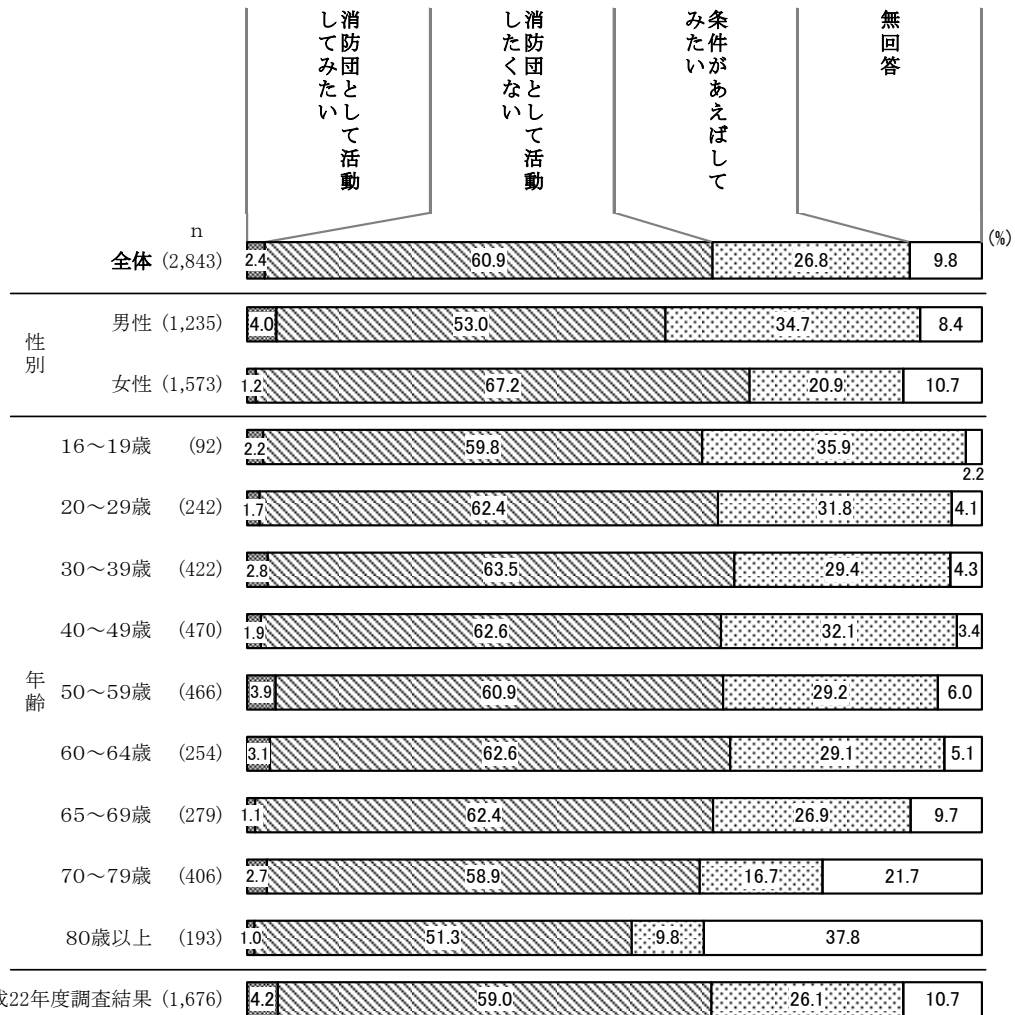 消防団として活動
してみたい
消防団として活動
したくない
条件があえばして
みたい
無回答
(%)
n
全体 (2,843) 2.4 60.9 26.8 9.8
性別
男性 (1,235) 4.0 53.0 34.7 8.4
女性 (1,573) 1.2 67.2 20.9 10.7
年齢
16～19歳 (92) 2.2 59.8 35.9 2.2
20～29歳 (242) 1.7 62.4 31.8 4.1
30～39歳 (422) 2.8 63.5 29.4 4.3
40～49歳 (470) 1.9 62.6 32.1 3.4
50～59歳 (466) 3.9 60.9 29.2 6.0
60～64歳 (254) 3.1 62.6 29.1 5.1
65～69歳 (279) 1.1 62.4 26.9 9.7
70～79歳 (406) 2.7 58.9 16.7 21.7
80歳以上 (193) 1.0 51.3 9.8 37.8
成22年度調査結果 (1,676) 4.2 59.0 26.1 10.7